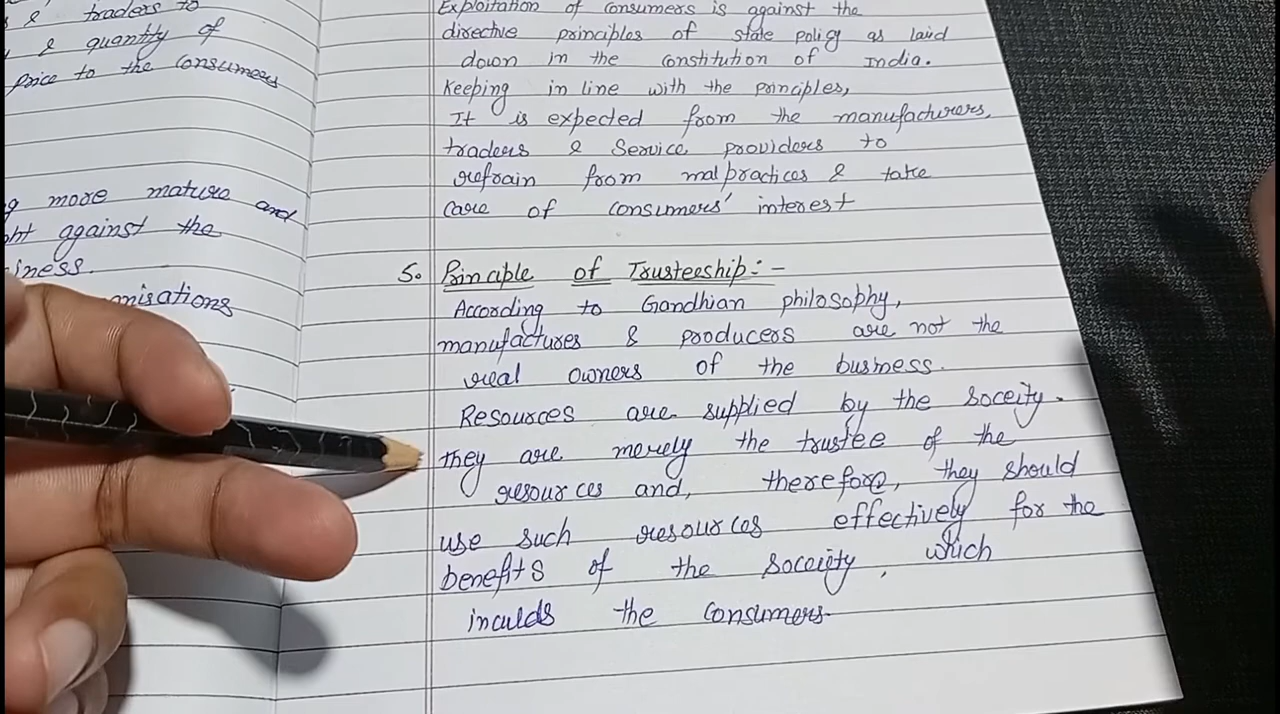 & traders to
& quantity of
price to the consumers
more mature and
against the
Exploitation of consumers is against the
directive principles of state policy as laid
down in the constitution of India.
Keeping in line with the principles,
It is expected from the manufacturers,
traders & Service providers to
refrain from malpractices & take
care of consumers' interest
5. Principle of Trusteeship:-
According to Gandhian philosophy,
manufactures & producers are not the
real owners of the business.
Resources are supplied by the soceity.
they are merely the trustee of the
resources and, therefore, they should
use such resources effectively for the
benefits of the soceity, which
inculds the consumers.